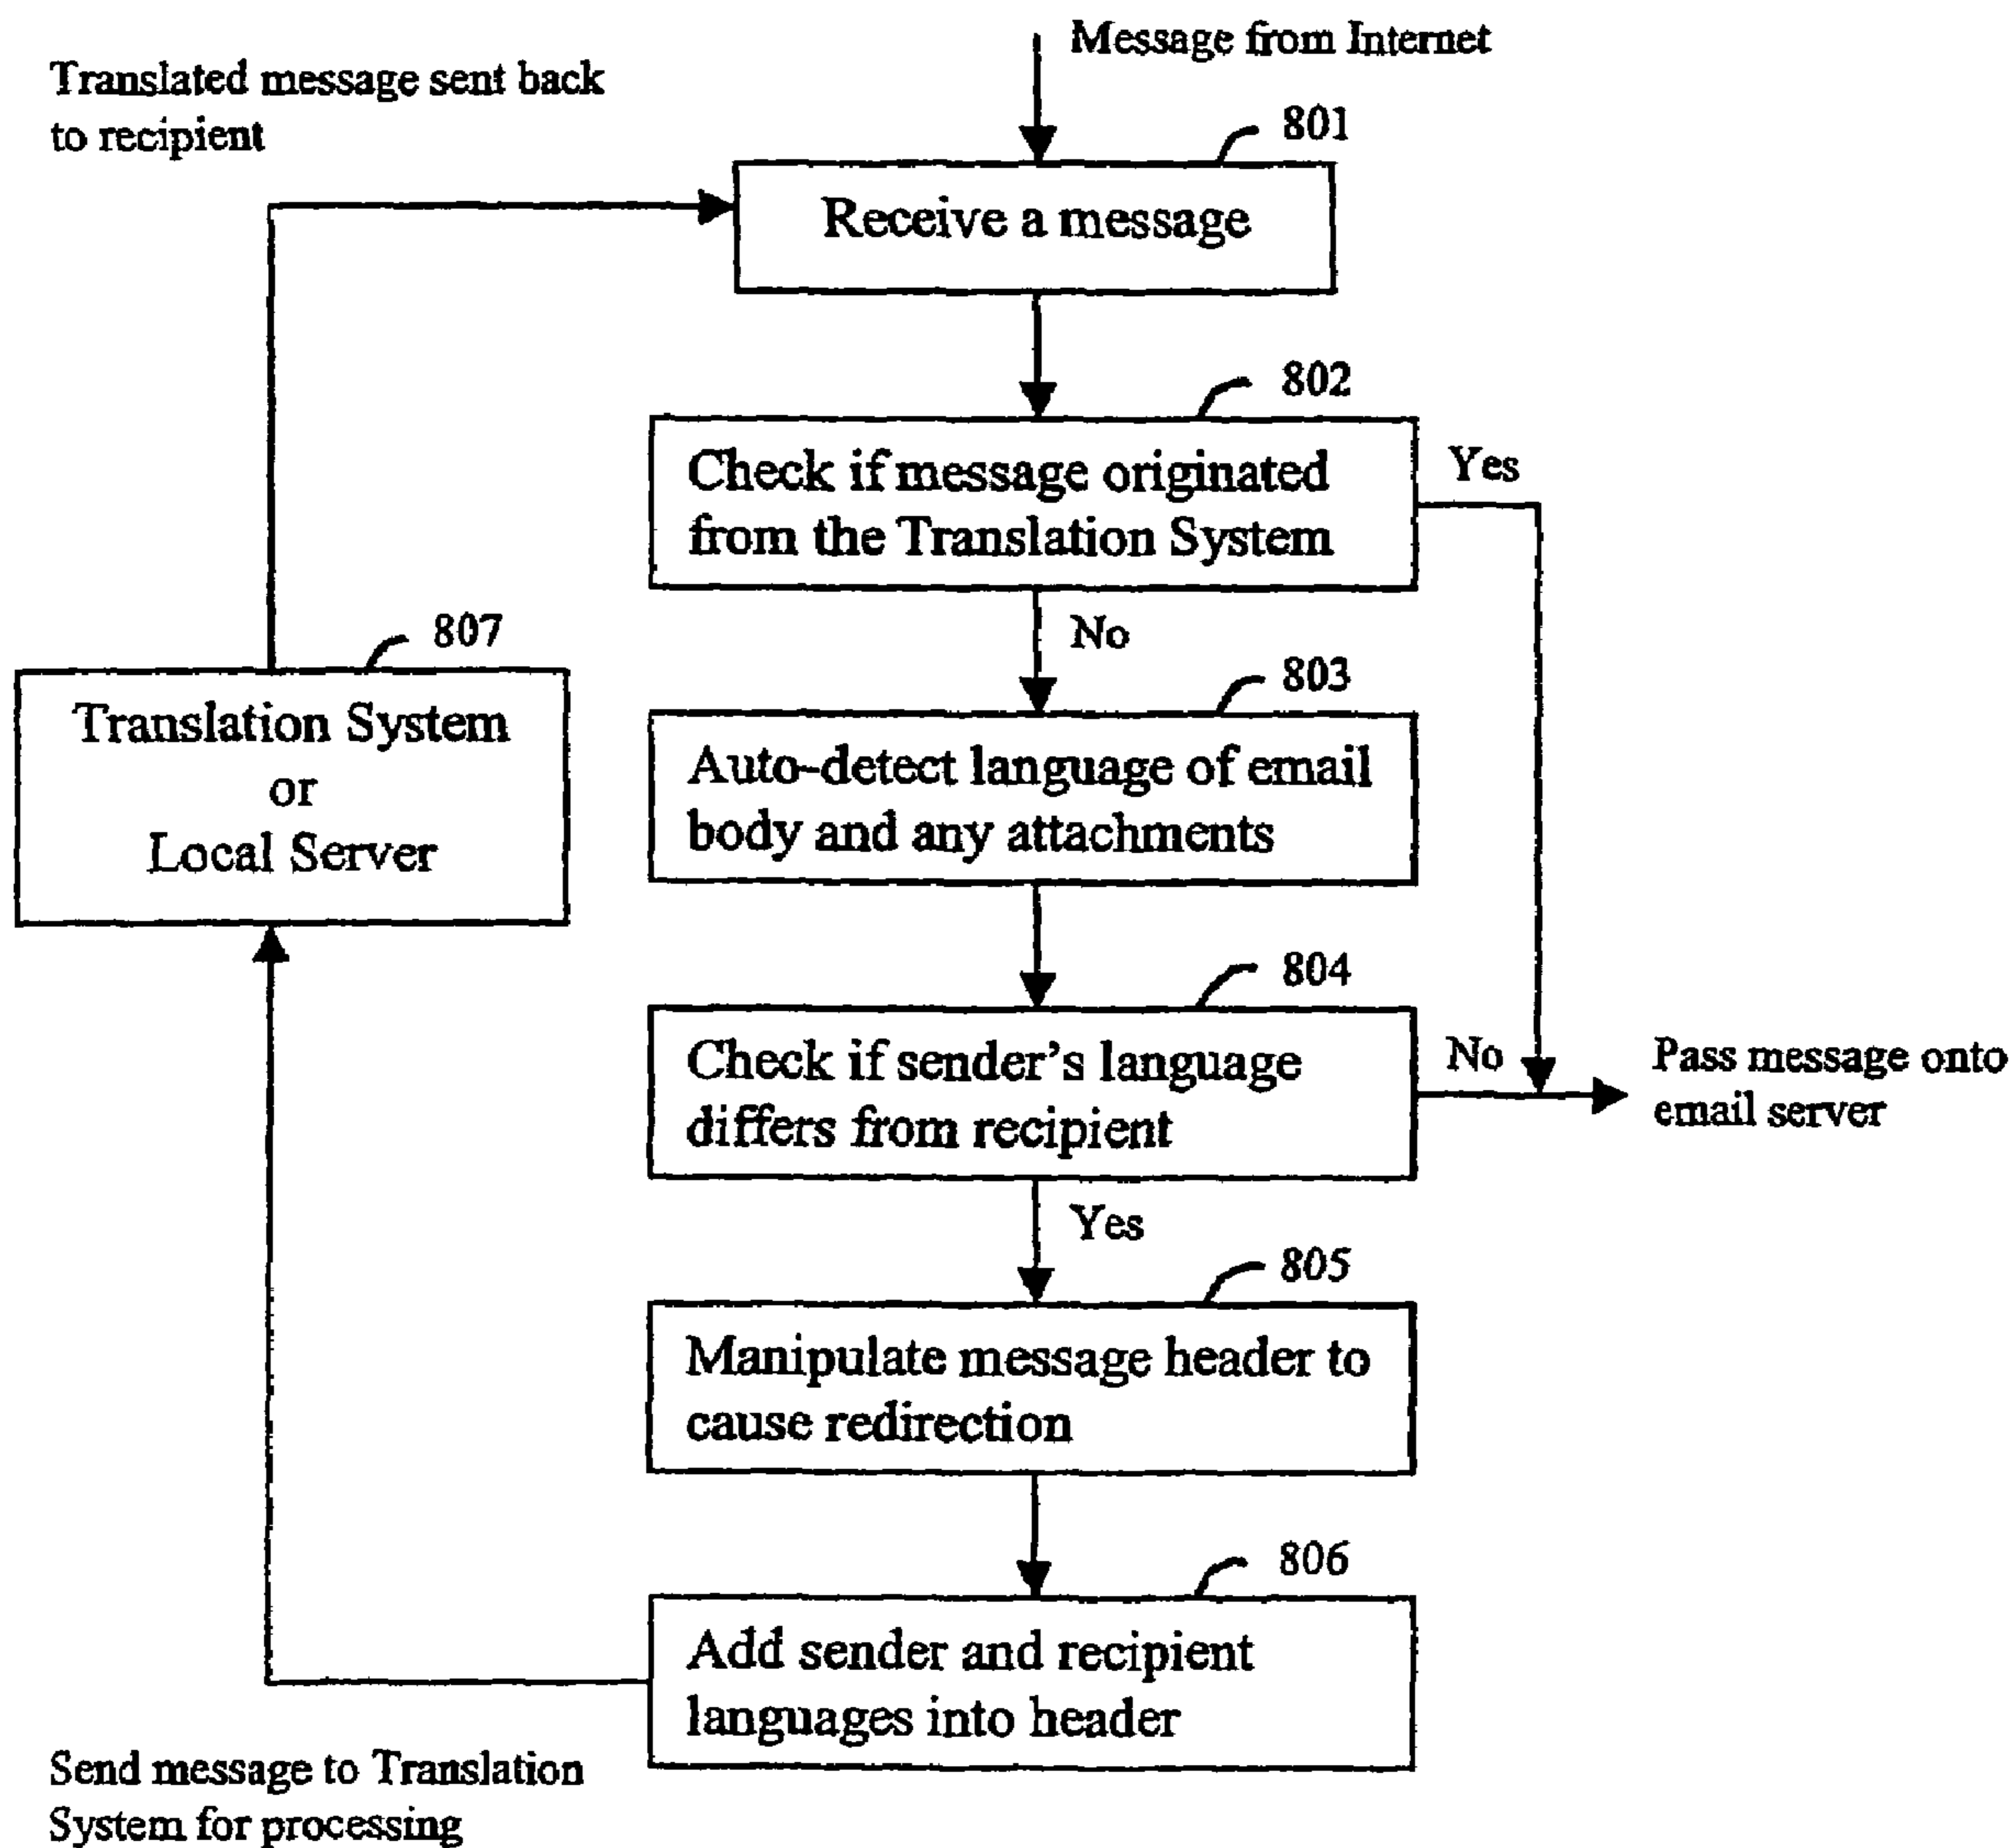 Message from Internet
Translated message sent back
to recipient
801
Receive a message
802
Check if message originated
from the Translation System
Yes
No
807
Translation System
or
Local Server
803
Auto-detect language of email
body and any attachments
804
Check if sender's language
differs from recipient
No
Pass message onto
email server
Yes
805
Manipulate message header to
cause redirection
806
Add sender and recipient
languages into header
Send message to Translation
System for processing